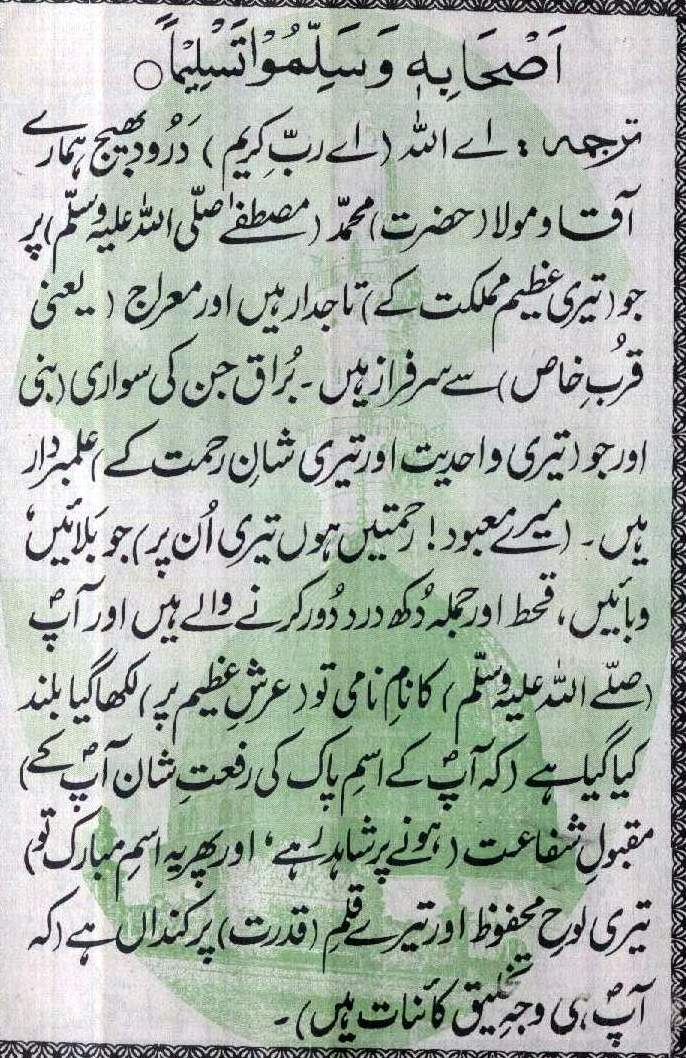 اَصْحَابِهٖ وَسَلِّمُوْا تَسْلِیْمًا ○
ترجمہ : اے اللہ (اے ربِّ کریم) دَرُود بھیج ہمارے
آقا و مولا (حضرت) محمدؐ (مصطفےٰ صلّی اللہ علیہ وسلّم) پر
جو (تیری عظیم مملکت کے) تاجدار ہیں اور معراج (یعنی
قُربِ خاص) سے سرفراز ہیں۔ بُراق جن کی سواری (بنی
اور جو (تیری واحدیت اور تیری شانِ رحمت کے) علمبردار
ہیں۔ (میرے معبود! رحمتیں ہوں تیری اُن پر) جو بَلائیں،
وبائیں، قحط اور جملہ دُکھ درد دُور کرنے والے ہیں اور آپؐ
(صلّے اللہ علیہ وسلّم) کا نامِ نامی تو (عرشِ عظیم پر) لکھا گیا بلند
کیا گیا ہے (کہ آپؐ کے اسمِ پاک کی رفعتِ شان آپؐ کے)
مقبولِ شفاعت (ہونے پر شاہد رہے، اور پھر یہ اسمِ مبارک تو)
تیری لوحِ محفوظ اور تیرے قلمِ (قدرت) پر کنداں ہے (کہ
آپؐ ہی وجہِ تخلیقِ کائنات ہیں)۔